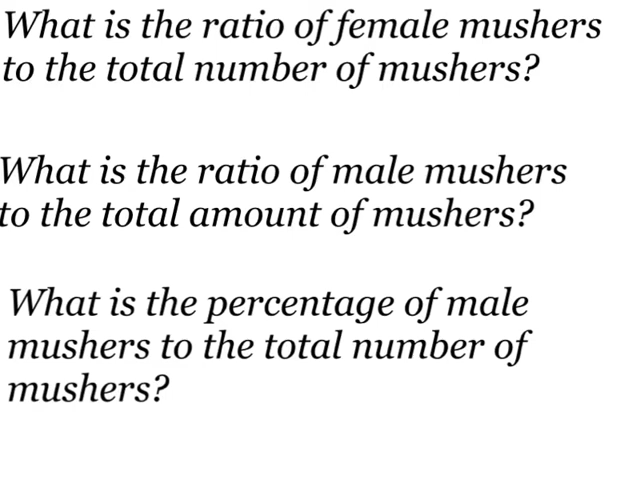 What is the ratio of female mushers
to the total number of mushers?
What is the ratio of male mushers
to the total amount of mushers?
What is the percentage of male
mushers to the total number of
mushers?